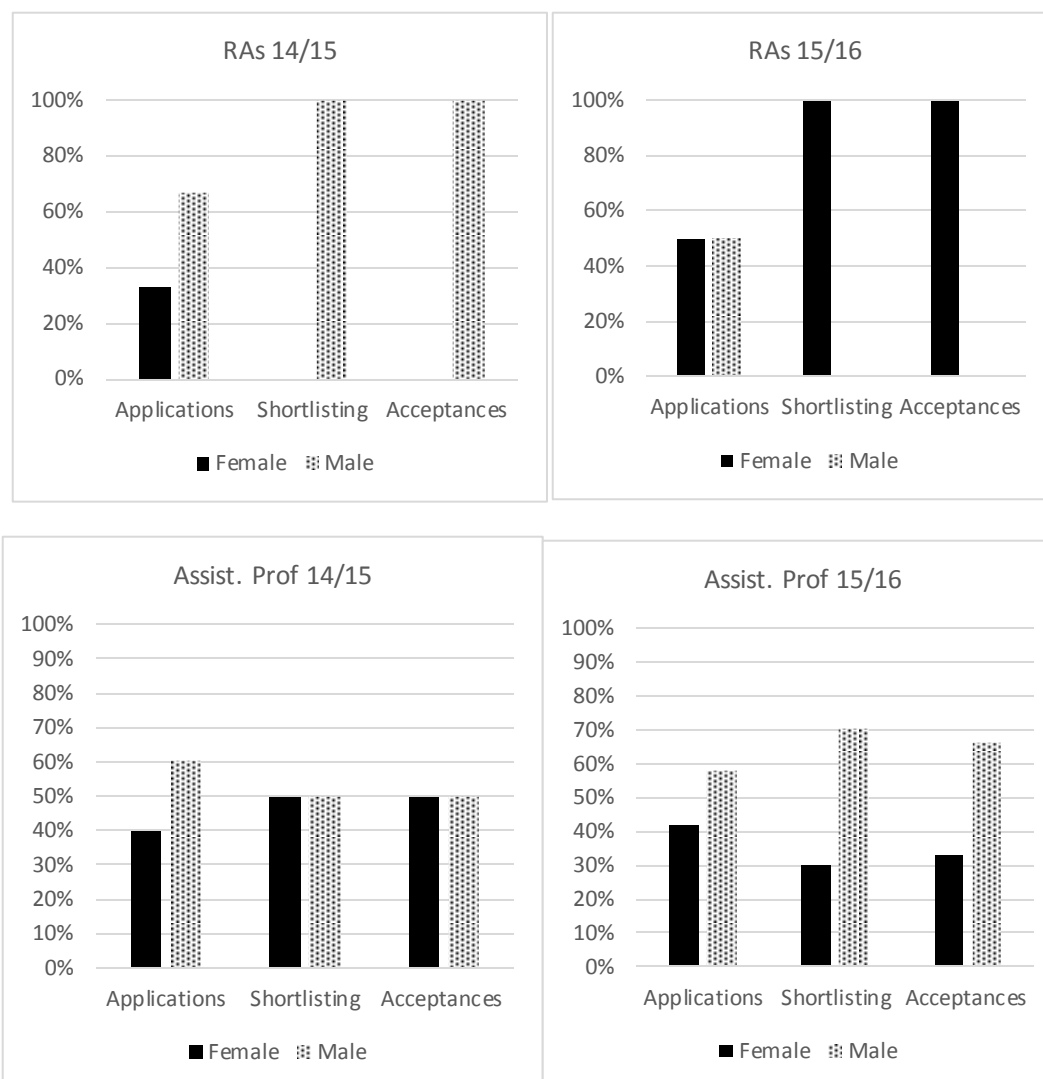 RAs 14/15
100%
80%
60%
40%
20%
0%
Applications Shortlisting Acceptances
Female Male
RAs 15/16
100%
80%
60%
40%
20%
0%
Applications Shortlisting Acceptances
Female Male
Assist. Prof 14/15
100%
90%
80%
70%
60%
50%
40%
30%
20%
10%
0%
Applications Shortlisting Acceptances
Female Male
Assist. Prof 15/16
100%
90%
80%
70%
60%
50%
40%
30%
20%
10%
0%
Applications Shortlisting Acceptances
Female Male